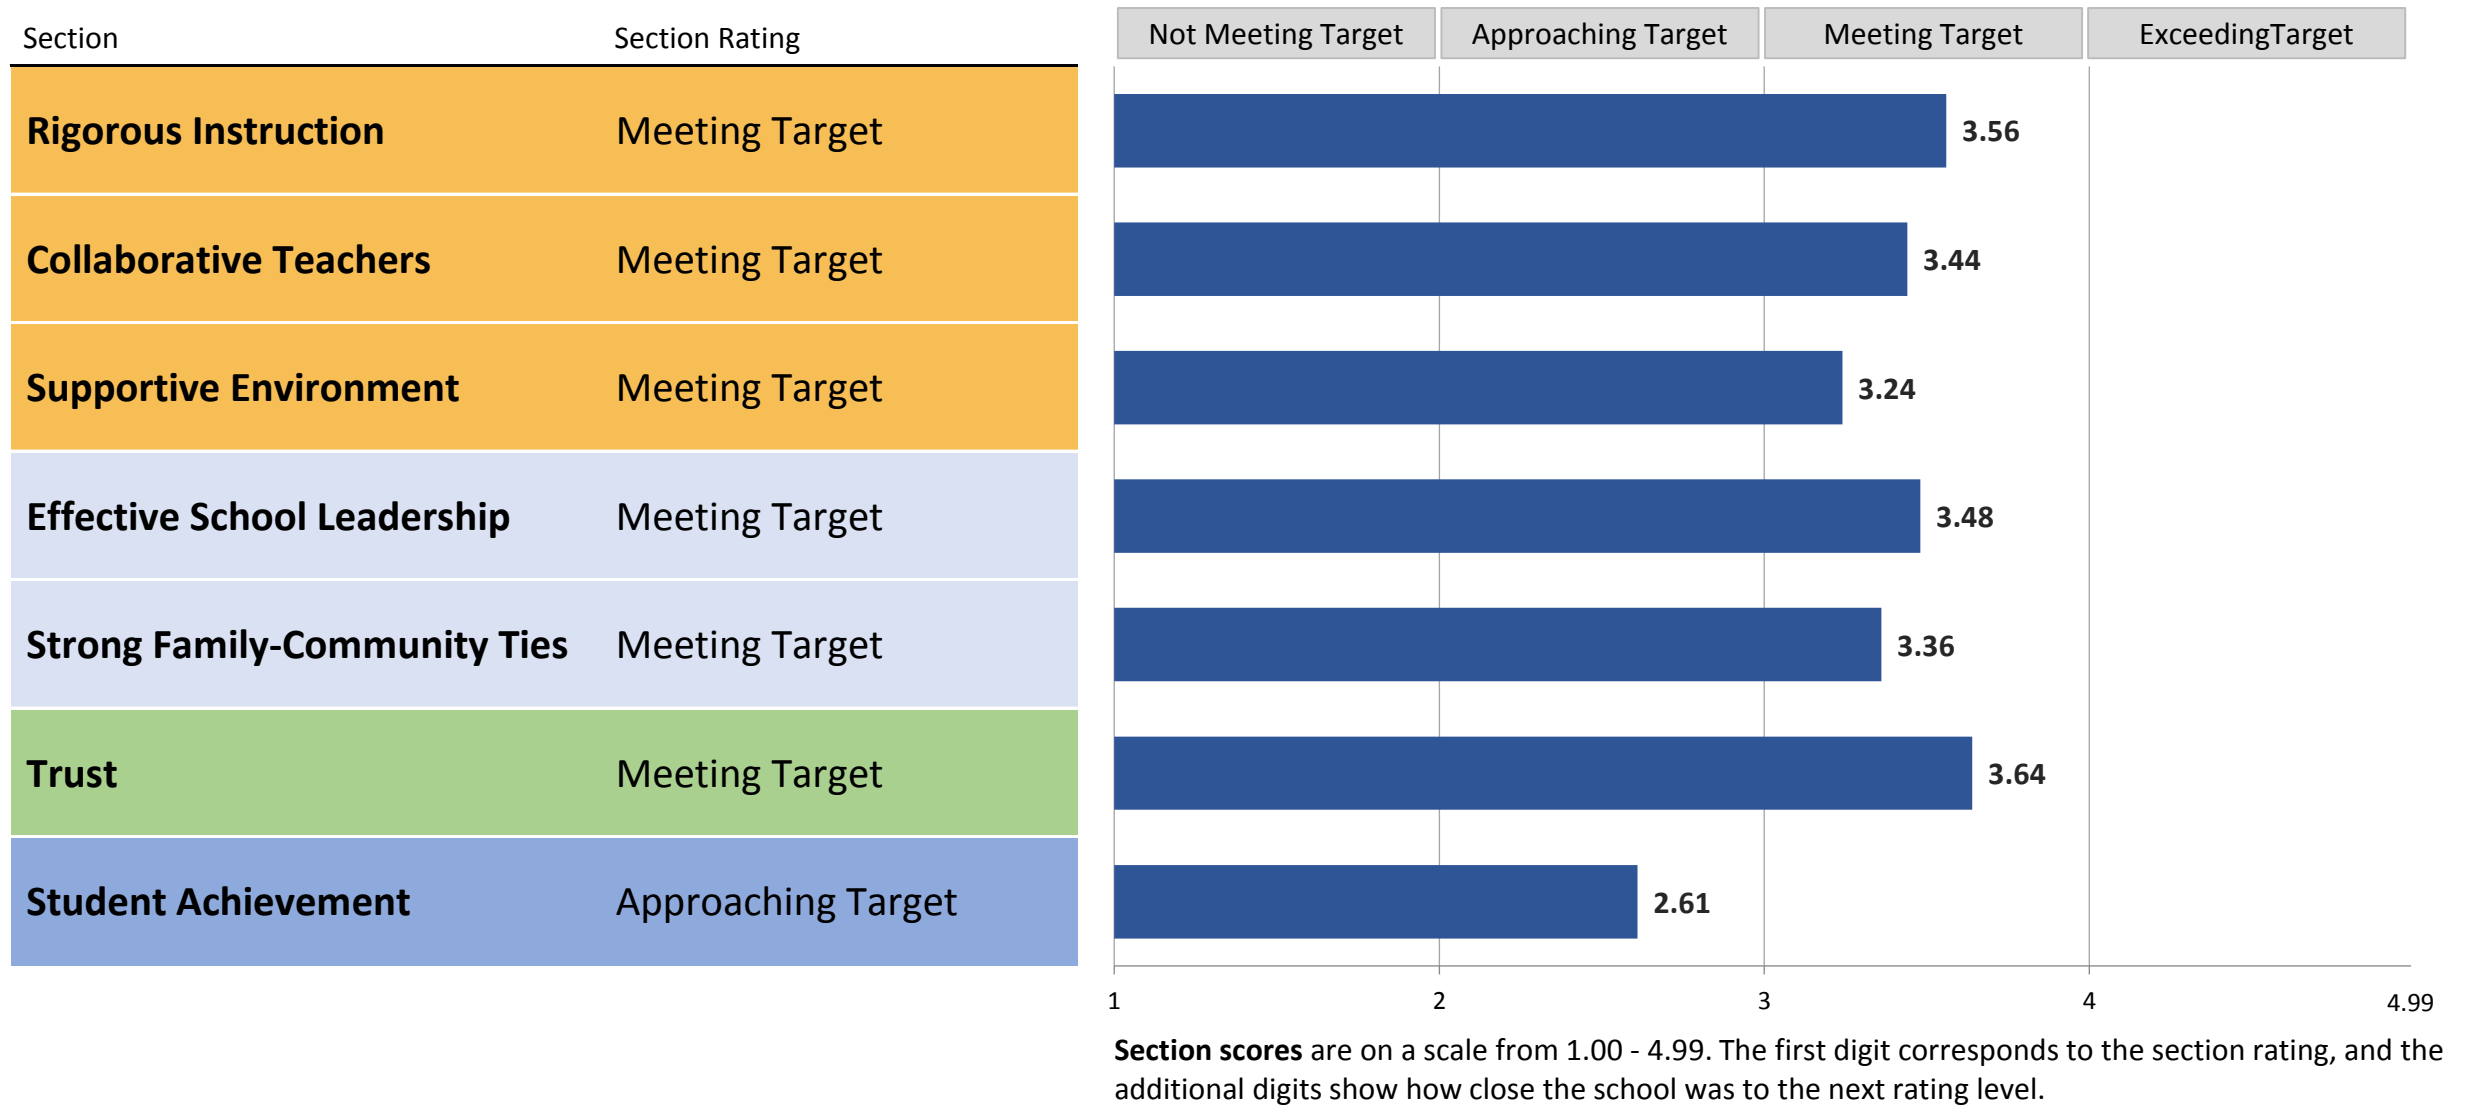 Section Section Rating Not Meeting Target Approaching Target Meeting Target ExceedingTarget
Rigorous Instruction Meeting Target 3.56
Collaborative Teachers Meeting Target 3.44
Supportive Environment Meeting Target 3.24
Effective School Leadership Meeting Target 3.48
Strong Family-Community Ties Meeting Target 3.36
Trust Meeting Target 3.64
Student Achievement Approaching Target 2.61
1 2 3 4 4.99
Section scores are on a scale from 1.00 - 4.99. The first digit corresponds to the section rating, and the
additional digits show how close the school was to the next rating level.